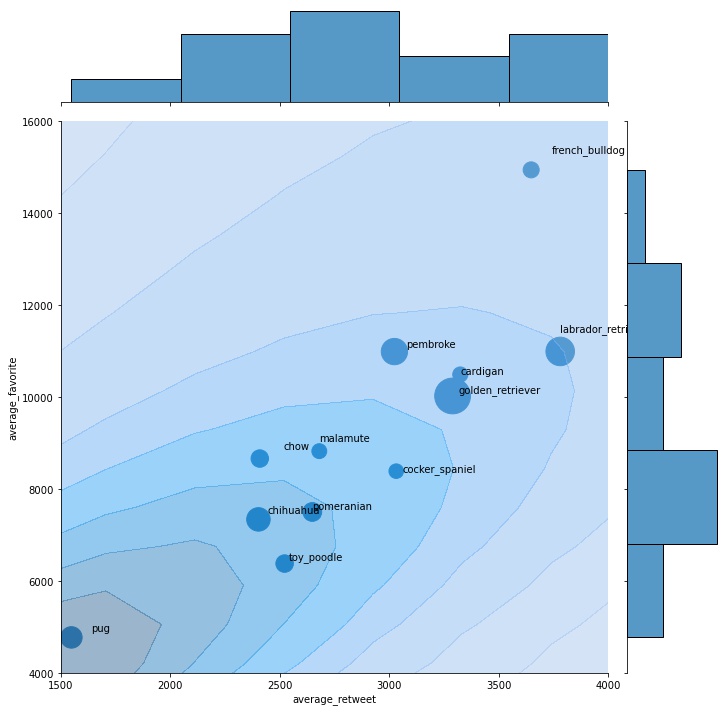 16000
14000
12000
10000
8000
6000
4000
average_favorite
french_bulldog
labrador_retri
pembroke
cardigan
golden_retriever
malamute
chow
cocker_spaniel
pomeranian
chihuahua
toy_poodle
pug
1500
2000
2500
3000
3500
4000
average_retweet